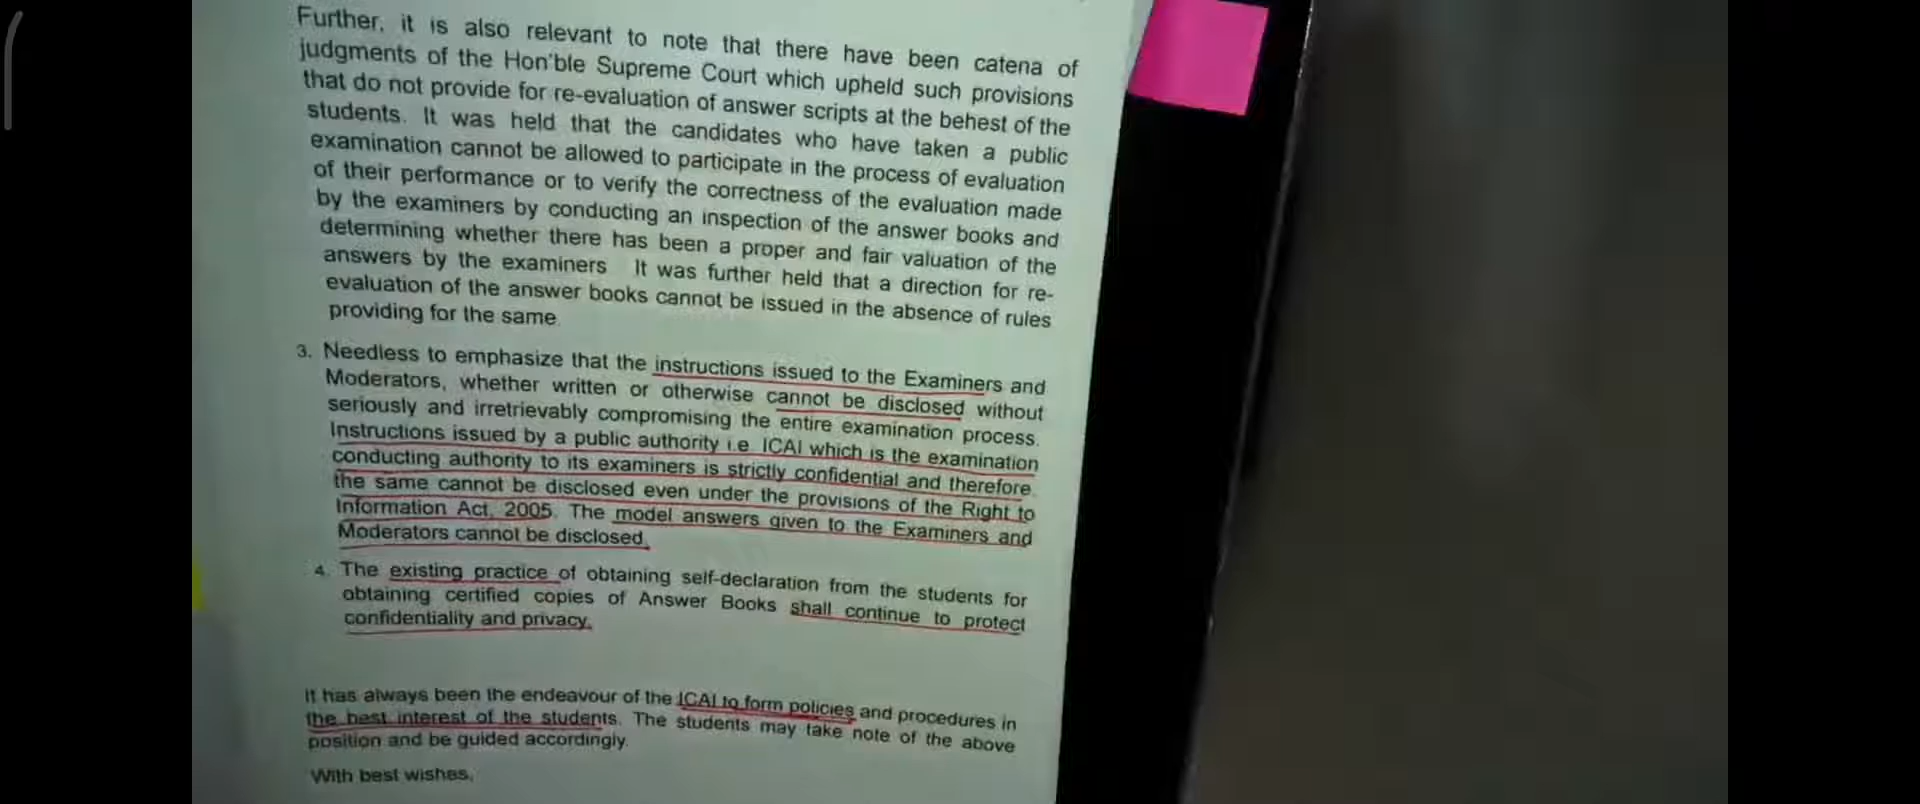 Further, it is also relevant to note that there have been catena of
judgments of the Hon'ble Supreme Court which upheld such provisions
that do not provide for re-evaluation of answer scripts at the behest of the
students. It was held that the candidates who have taken a public
examination cannot be allowed to participate in the process of evaluation
of their performance or to verify the correctness of the evaluation made
by the examiners by conducting an inspection of the answer books and
determining whether there has been a proper and fair valuation of the
answers by the examiners It was further held that a direction for re-
evaluation of the answer books cannot be issued in the absence of rules
providing for the same.
3. Needless to emphasize that the instructions issued to the Examiners and
Moderators, whether written or otherwise cannot be disclosed without
seriously and irretrievably compromising the entire examination process.
Instructions issued by a public authority i.e. ICAI which is the examination
conducting authority to its examiners is strictly confidential and therefore
the same cannot be disclosed even under the provisions of the Right to
Information Act, 2005. The model answers given to the Examiners and
Moderators cannot be disclosed.
4. The existing practice of obtaining self-declaration from the students for
obtaining certified copies of Answer Books shall continue to protect
confidentiality and privacy.
It has always been the endeavour of the ICAI to form policies and procedures in
the best interest of the students. The students may take note of the above
position and be guided accordingly.
With best wishes,